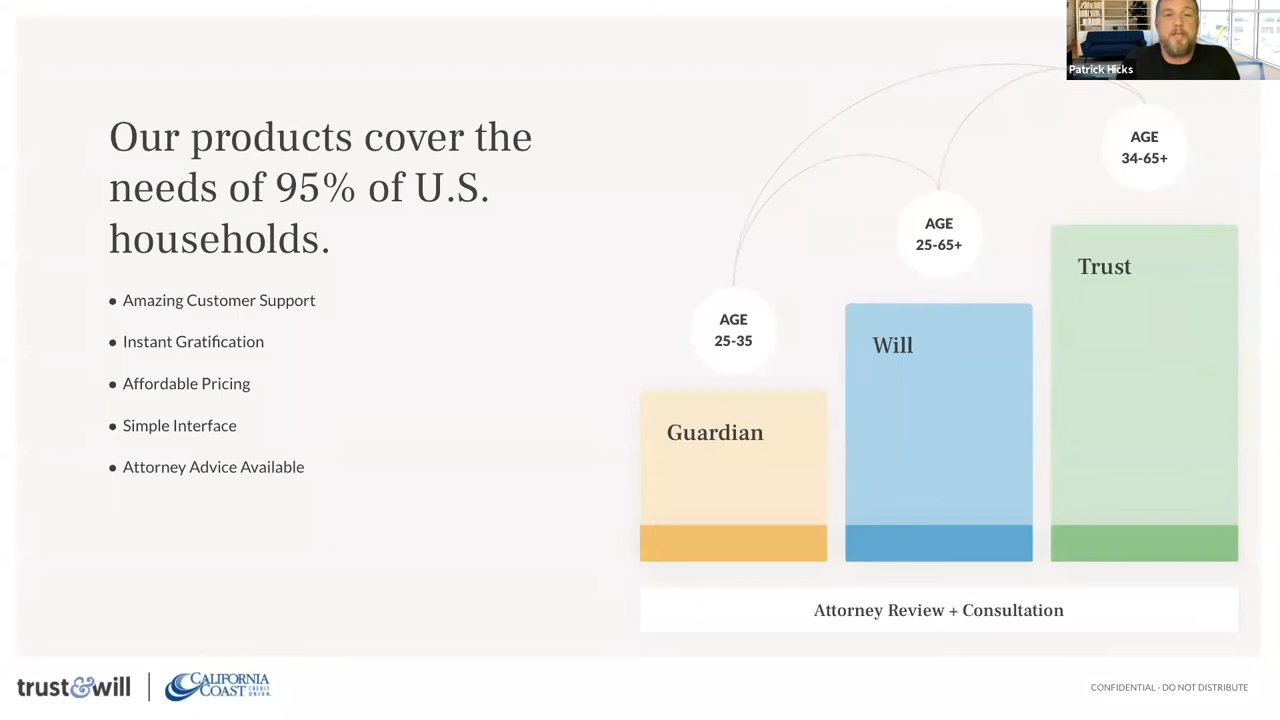 Patrick Hicks
Our products cover the
needs of 95% of U.S.
households.
• Amazing Customer Support
• Instant Gratification
• Affordable Pricing
• Simple Interface
• Attorney Advice Available
AGE
25-35
Guardian
AGE
25-65+
Will
AGE
34-65+
Trust
Attorney Review + Consultation
trust&will
CALIFORNIA
COAST CREDIT
UNION
CONFIDENTIAL - DO NOT DISTRIBUTE